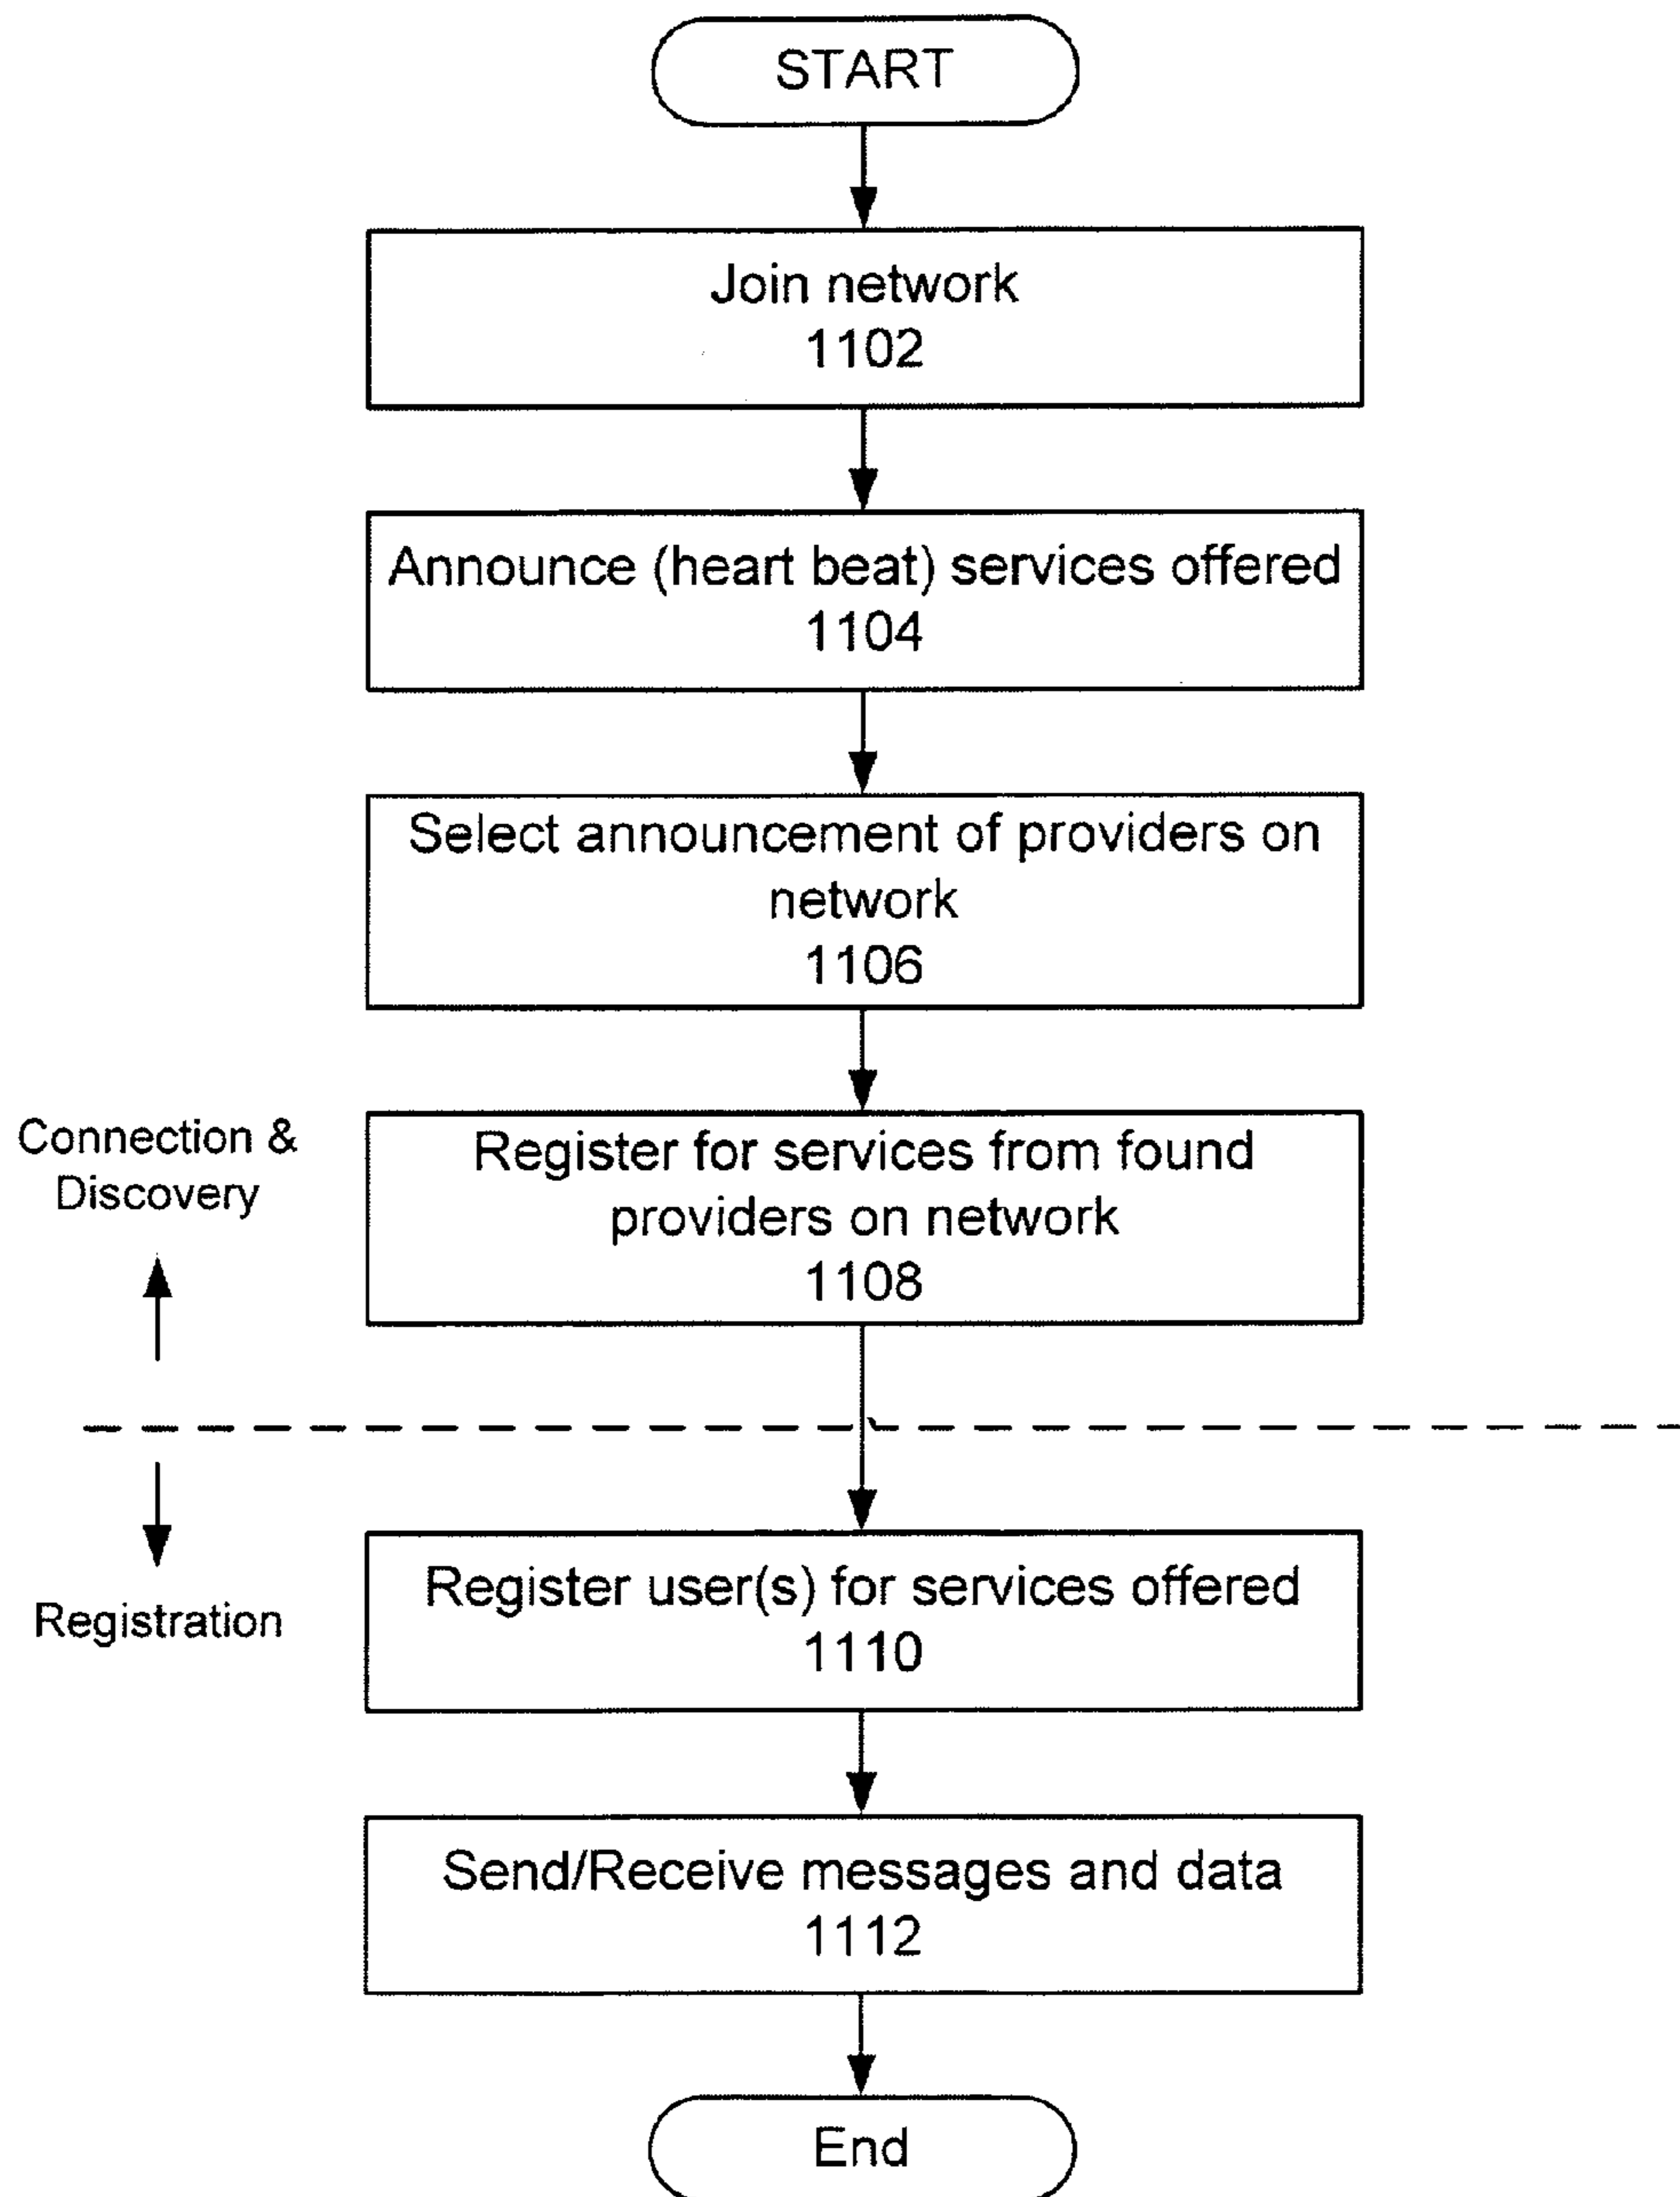 START
Join network
1102
Announce (heart beat) services offered
1104
Select announcement of providers on
network
1106
Connection &
Discovery
Register for services from found
providers on network
1108
Registration
Register user(s) for services offered
1110
Send/Receive messages and data
1112
End